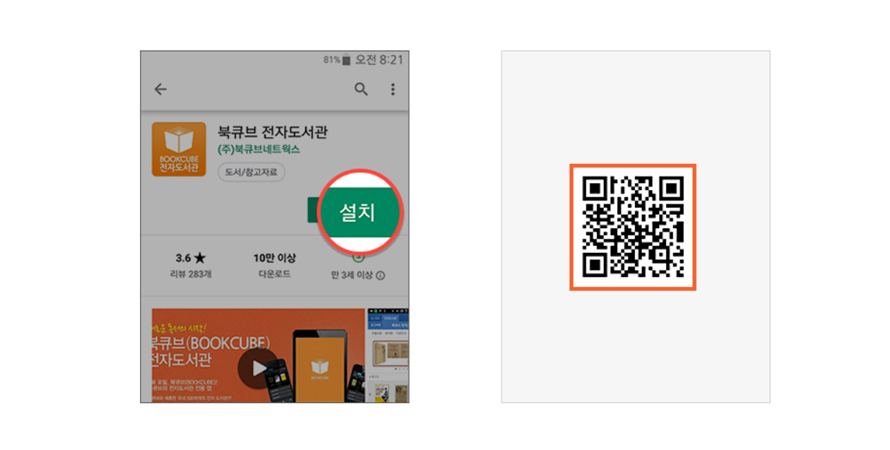 81% 오전 8:21
북큐브 전자도서관
(주)북큐브네트웍스
BOOKCUBE
전자도서관
도서/참고자료
설치
3.6 ★ 10만 이상
리뷰 283개 다운로드 만 3세 이상
북큐브(BOOKCUBE)
전자도서관
BOOKCUBE